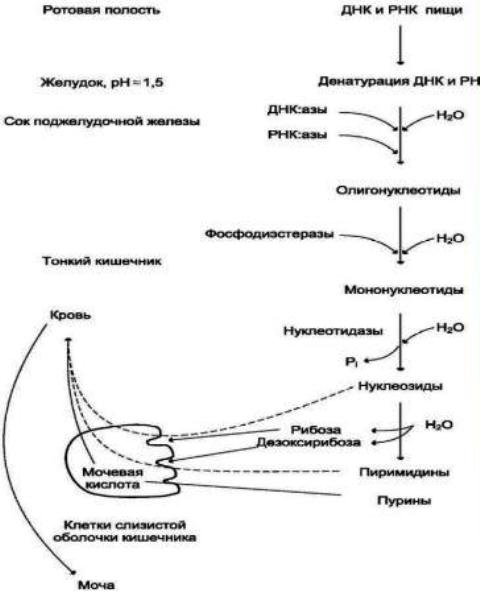 Ротовая полость
ДНК и РНК пищи
Желудок, pH = 1,5
Денатурация ДНК и РН
Сок поджелудочной железы
ДНК:азы
H₂O
РНК:азы
Олигонуклеотиды
Фосфодиэстеразы
H₂O
Тонкий кишечник
Мононуклеотиды
Кровь
Нуклеотидазы
H₂O
Pᵢ
Нуклеозиды
Рибоза
H₂O
Дезоксирибоза
Мочевая
кислота
Пиримидины
Пурины
Клетки слизистой
оболочки кишечника
Моча